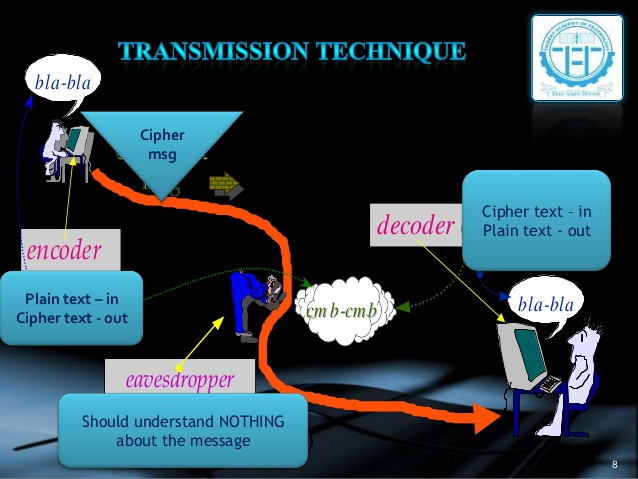 TRANSMISSION TECHNIQUE
bla-bla
Cipher
msg
Cipher text – in
Plain text - out
decoder
encoder
Plain text – in
Cipher text - out
cmb-cmb
bla-bla
eavesdropper
Should understand NOTHING
about the message
8